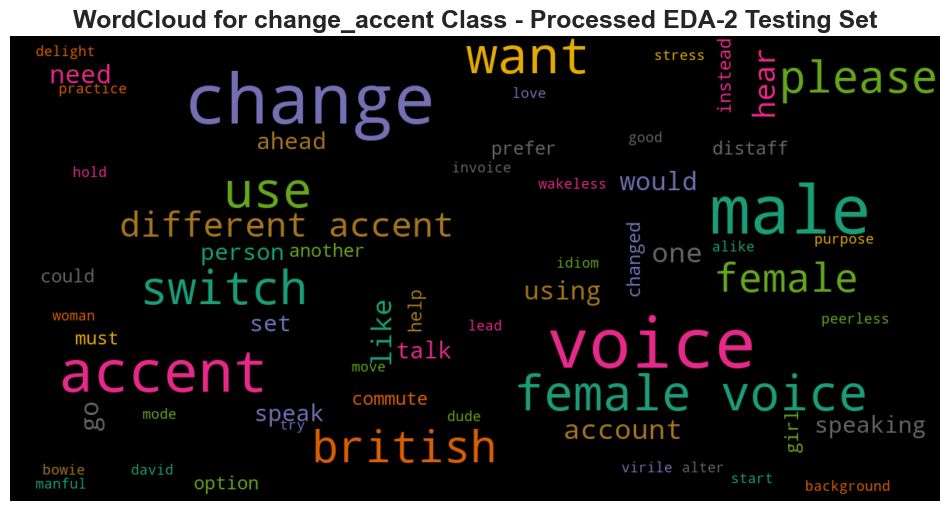 WordCloud for change_accent Class - Processed EDA-2 Testing Set
delight
need
practice
change
want
stress
love
instead
hear
please
ahead
prefer
good
distaff
invoice
hold
use
wakeless
would
male
different accent
person
another
changed
one
alike
purpose
could
switch
idiom
using
female
woman
must
set
like
help
talk
lead
peerless
accent
move
voice
go
mode
speak
try
commute
dude
female voice
british
account
girl
speaking
bowie
manful
david
option
virile
alter
start
background